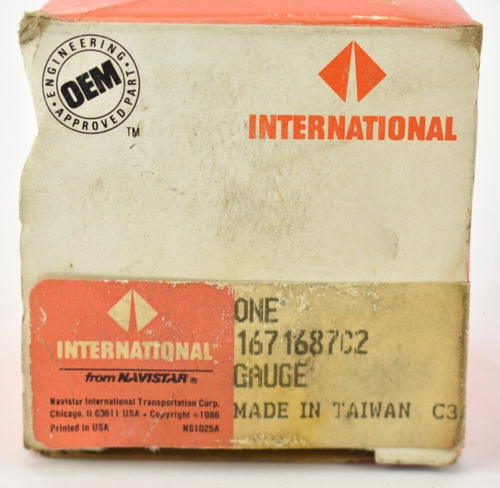 ENGINEERING
OEM
APPROVED PART
TM
INTERNATIONAL
INTERNATIONAL
from NAVISTAR ®
Navistar International Transportation Corp.
Chicago, Il 60611 USA - Copyright ©1986
Printed in USA NS1025A
ONE
1671687C2
GAUGE
MADE IN TAIWAN C3